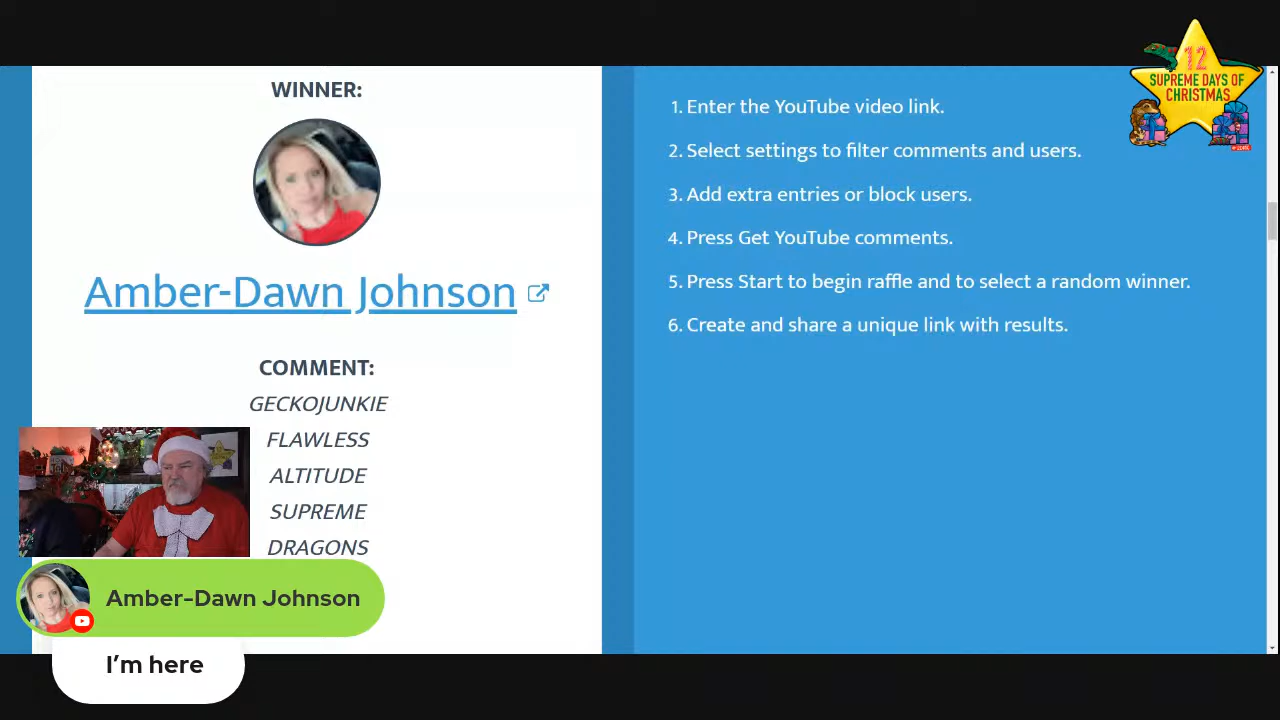 WINNER:
Amber-Dawn Johnson
COMMENT:
GECKOJUNKIE
FLAWLESS
ALTITUDE
SUPREME
DRAGONS
1. Enter the YouTube video link.
2. Select settings to filter comments and users.
3. Add extra entries or block users.
4. Press Get YouTube comments.
5. Press Start to begin raffle and to select a random winner.
6. Create and share a unique link with results.
12
SUPREME DAYS OF
CHRISTMAS
Amber-Dawn Johnson
I'm here